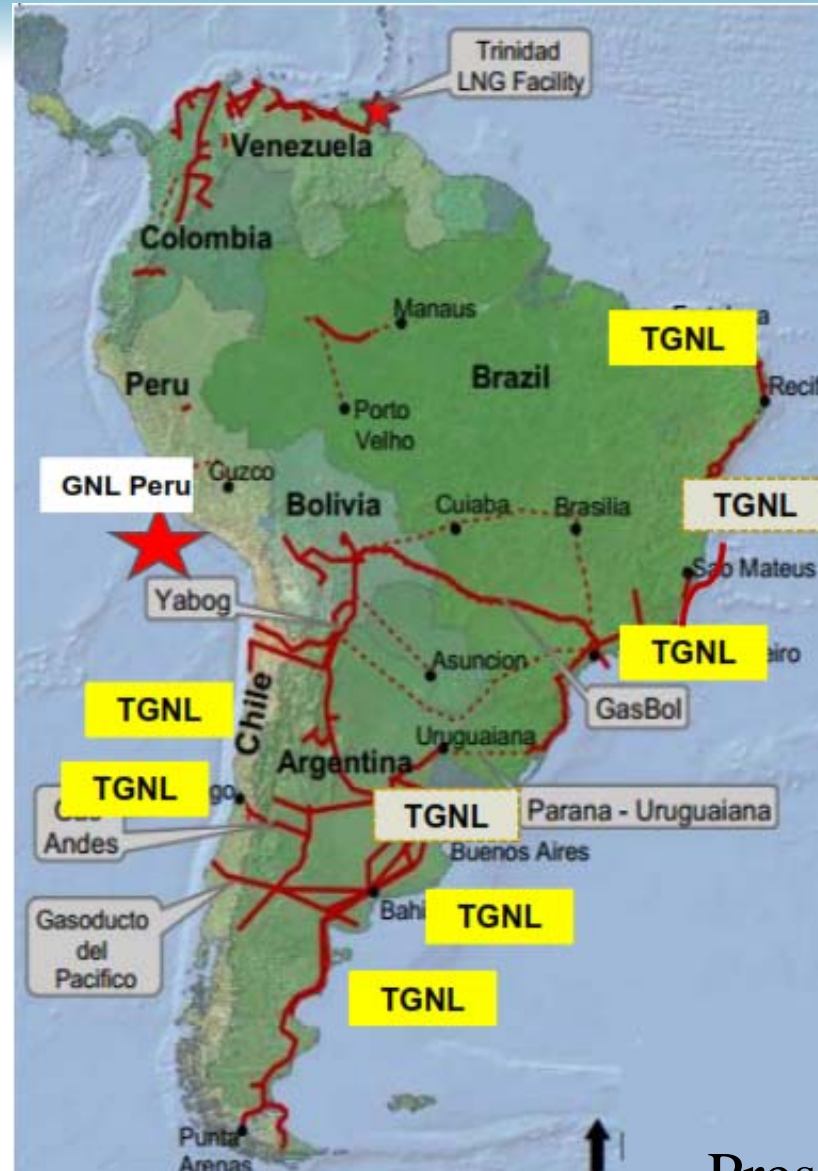 Trinidad
LNG Facility
Venezuela
Colombia
Manaus
TGNL
Brazil
Peru
Porto
Velho
GNL Peru
Cuzco
TGNL
Bolivia
Cuiaba
Brasilia
Sao Mateus
Yabog
TGNL
Asuncion
GasBol
TGNL
Chile
Uruguaiana
Argentina
TGNL
TGNL
Parana - Uruguaiana
Andes
Buenos Aires
TGNL
Gasoducto
del
Pacifico
TGNL
Punta
Arenas